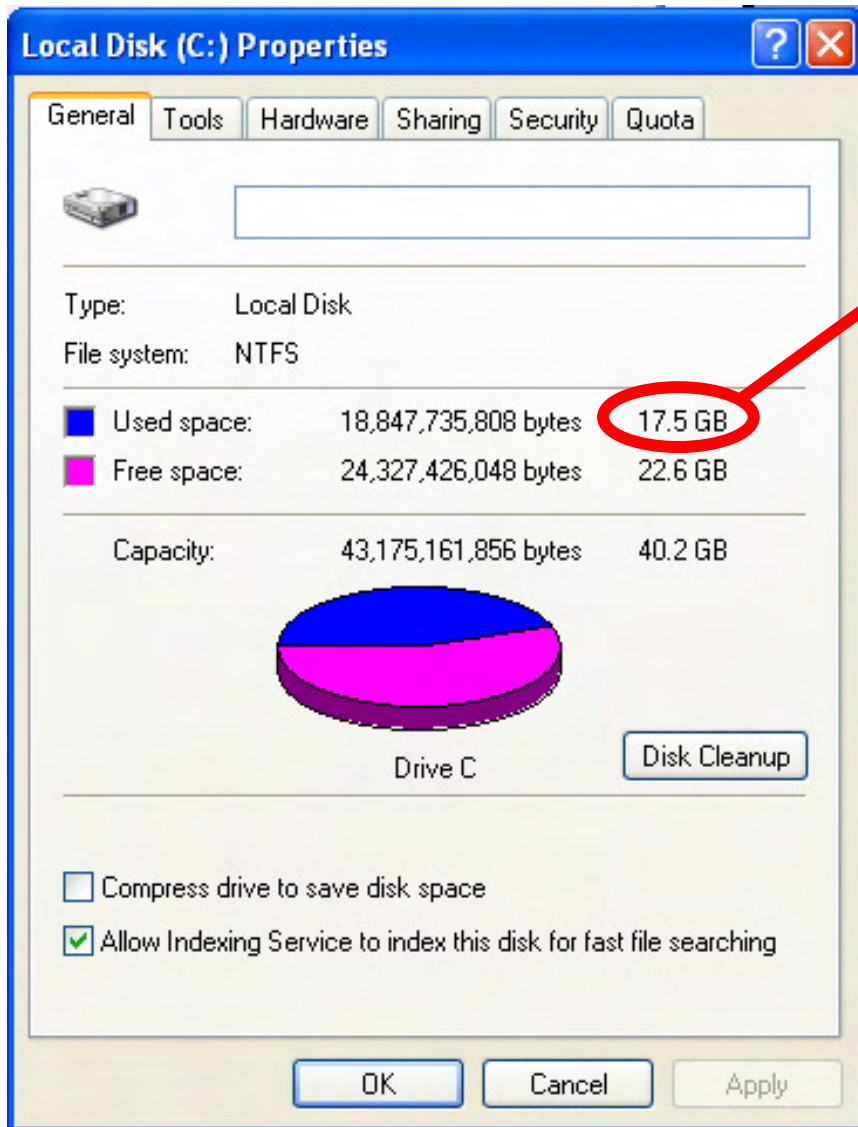 Local Disk (C:) Properties
General Tools Hardware Sharing Security Quota
Type: Local Disk
File system: NTFS
Used space: 18,847,735,808 bytes 17.5 GB
Free space: 24,327,426,048 bytes 22.6 GB
Capacity: 43,175,161,856 bytes 40.2 GB
Drive C
Disk Cleanup
Compress drive to save disk space
Allow Indexing Service to index this disk for fast file searching
OK Cancel Apply